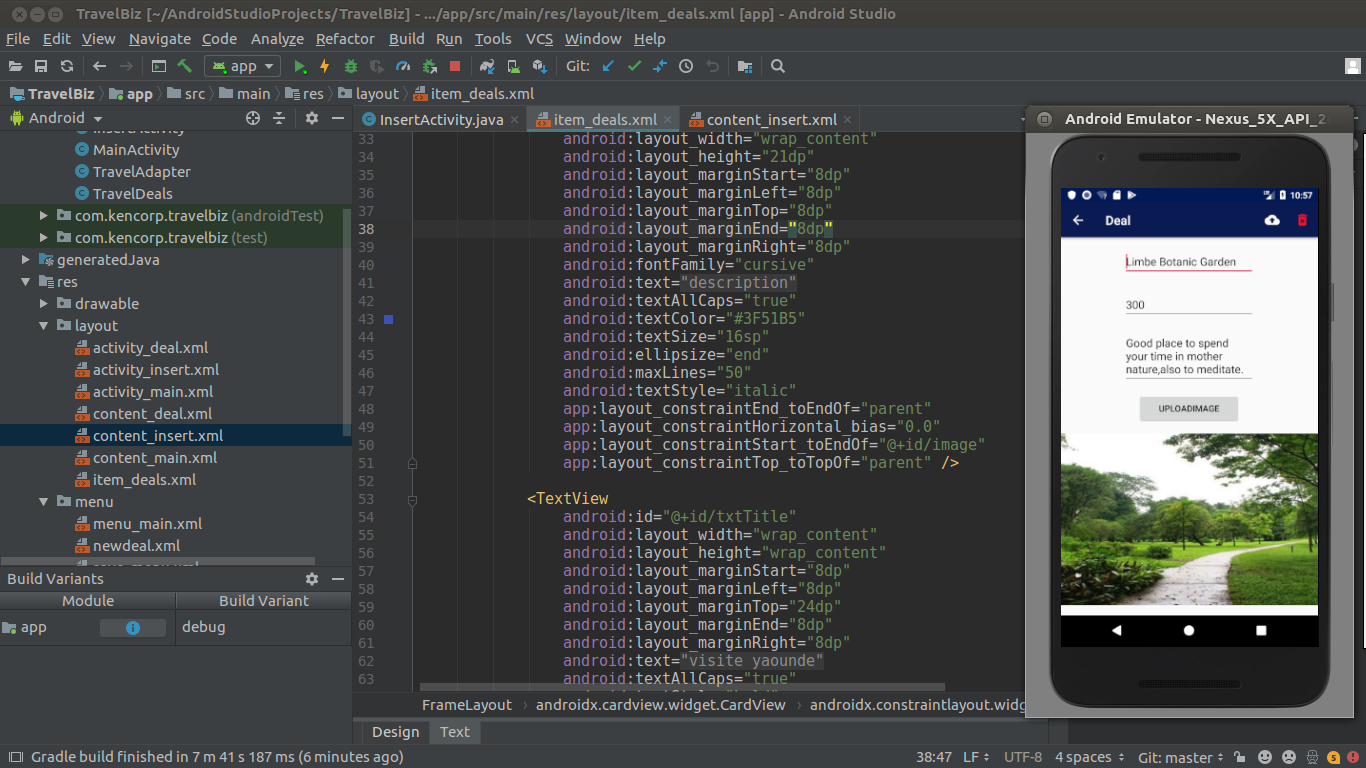 TravelBiz [~/AndroidStudioProjects/TravelBiz] - .../app/src/main/res/layout/item_deals.xml [app] - Android Studio
File Edit View Navigate Code Analyze Refactor Build Run Tools VCS Window Help
app Git:
TravelBiz app src main res layout item_deals.xml
Android
InsertActivity
MainActivity
TravelAdapter
TravelDeals
com.kencorp.travelbiz (androidTest)
com.kencorp.travelbiz (test)
generatedJava
res
drawable
layout
activity_deal.xml
activity_insert.xml
activity_main.xml
content_deal.xml
content_insert.xml
content_main.xml
item_deals.xml
menu
menu_main.xml
newdeal.xml
Build Variants
Module Build Variant
app debug
InsertActivity.java item_deals.xml content_insert.xml
33 android:layout_width="wrap_content"
34 android:layout_height="21dp"
35 android:layout_marginStart="8dp"
36 android:layout_marginLeft="8dp"
37 android:layout_marginTop="8dp"
38 android:layout_marginEnd="8dp"
39 android:layout_marginRight="8dp"
40 android:fontFamily="cursive"
41 android:text="description"
42 android:textAllCaps="true"
43 android:textColor="#3F51B5"
44 android:textSize="16sp"
45 android:ellipsize="end"
46 android:maxLines="50"
47 android:textStyle="italic"
48 app:layout_constraintEnd_toEndOf="parent"
49 app:layout_constraintHorizontal_bias="0.0"
50 app:layout_constraintStart_toEndOf="@+id/image"
51 app:layout_constraintTop_toTopOf="parent" />
52
53 <TextView
54 android:id="@+id/txtTitle"
55 android:layout_width="wrap_content"
56 android:layout_height="wrap_content"
57 android:layout_marginStart="8dp"
58 android:layout_marginLeft="8dp"
59 android:layout_marginTop="24dp"
60 android:layout_marginEnd="8dp"
61 android:layout_marginRight="8dp"
62 android:text="visite yaounde"
63 android:textAllCaps="true"
FrameLayout androidx.cardview.widget.CardView androidx.constraintlayout.widg
Design Text
Android Emulator - Nexus_5X_API_2
10:57
Deal
Limbe Botanic Garden
300
Good place to spend
your time in mother
nature,also to meditate.
UPLOADIMAGE
Gradle build finished in 7 m 41 s 187 ms (6 minutes ago) 38:47 LF UTF-8 4 spaces Git: master 5